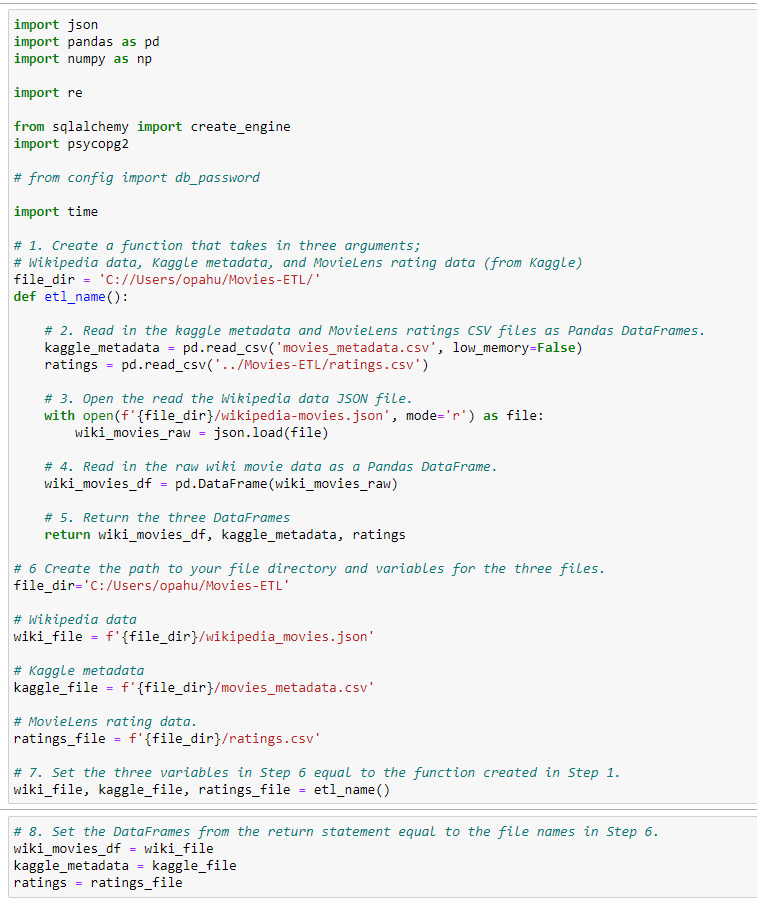 import json
import pandas as pd
import numpy as np
import re
from sqlalchemy import create_engine
import psycopg2
# from config import db_password
import time
# 1. Create a function that takes in three arguments;
# Wikipedia data, Kaggle metadata, and MovieLens rating data (from Kaggle)
file_dir = 'C://Users/opahu/Movies-ETL/'
def etl_name():
    # 2. Read in the kaggle metadata and MovieLens ratings CSV files as Pandas DataFrames.
    kaggle_metadata = pd.read_csv('movies_metadata.csv', low_memory=False)
    ratings = pd.read_csv('../Movies-ETL/ratings.csv')
    # 3. Open the read the Wikipedia data JSON file.
    with open(f'{file_dir}/wikipedia-movies.json', mode='r') as file:
        wiki_movies_raw = json.load(file)
    # 4. Read in the raw wiki movie data as a Pandas DataFrame.
    wiki_movies_df = pd.DataFrame(wiki_movies_raw)
    # 5. Return the three DataFrames
    return wiki_movies_df, kaggle_metadata, ratings
# 6 Create the path to your file directory and variables for the three files.
file_dir='C:/Users/opahu/Movies-ETL'
# Wikipedia data
wiki_file = f'{file_dir}/wikipedia_movies.json'
# Kaggle metadata
kaggle_file = f'{file_dir}/movies_metadata.csv'
# MovieLens rating data.
ratings_file = f'{file_dir}/ratings.csv'
# 7. Set the three variables in Step 6 equal to the function created in Step 1.
wiki_file, kaggle_file, ratings_file = etl_name()
# 8. Set the DataFrames from the return statement equal to the file names in Step 6.
wiki_movies_df = wiki_file
kaggle_metadata = kaggle_file
ratings = ratings_file